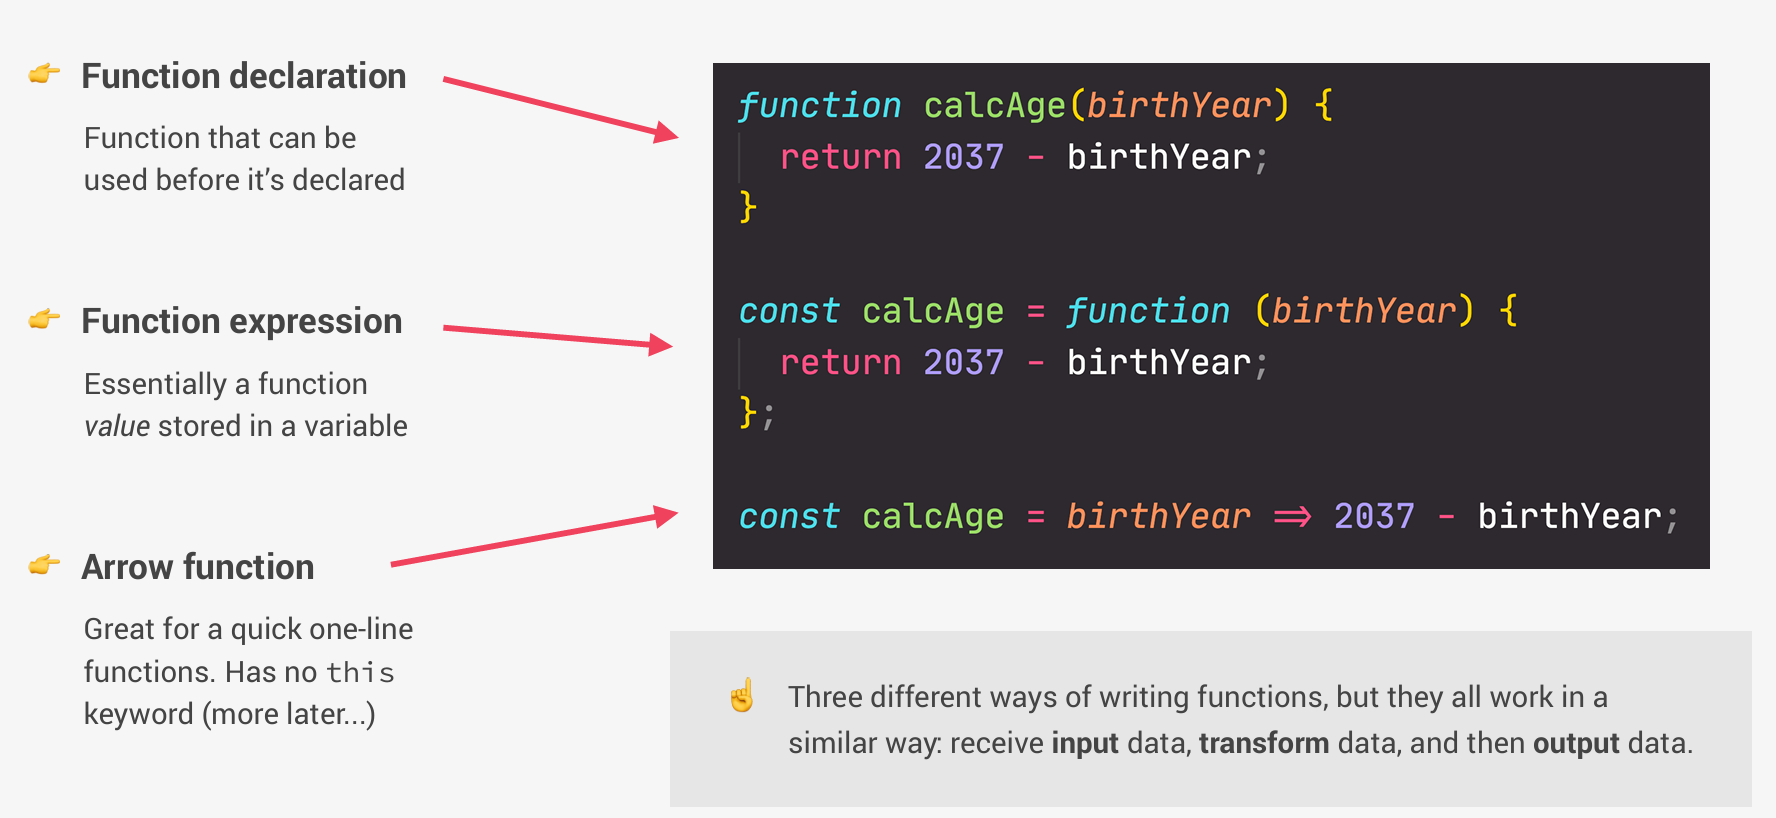 👉 Function declaration
Function that can be
used before it’s declared
👉 Function expression
Essentially a function
value stored in a variable
👉 Arrow function
Great for a quick one-line
functions. Has no this
keyword (more later...)
function calcAge(birthYear) {
  return 2037 - birthYear;
}
const calcAge = function (birthYear) {
  return 2037 - birthYear;
};
const calcAge = birthYear => 2037 - birthYear;
☝️ Three different ways of writing functions, but they all work in a
similar way: receive input data, transform data, and then output data.